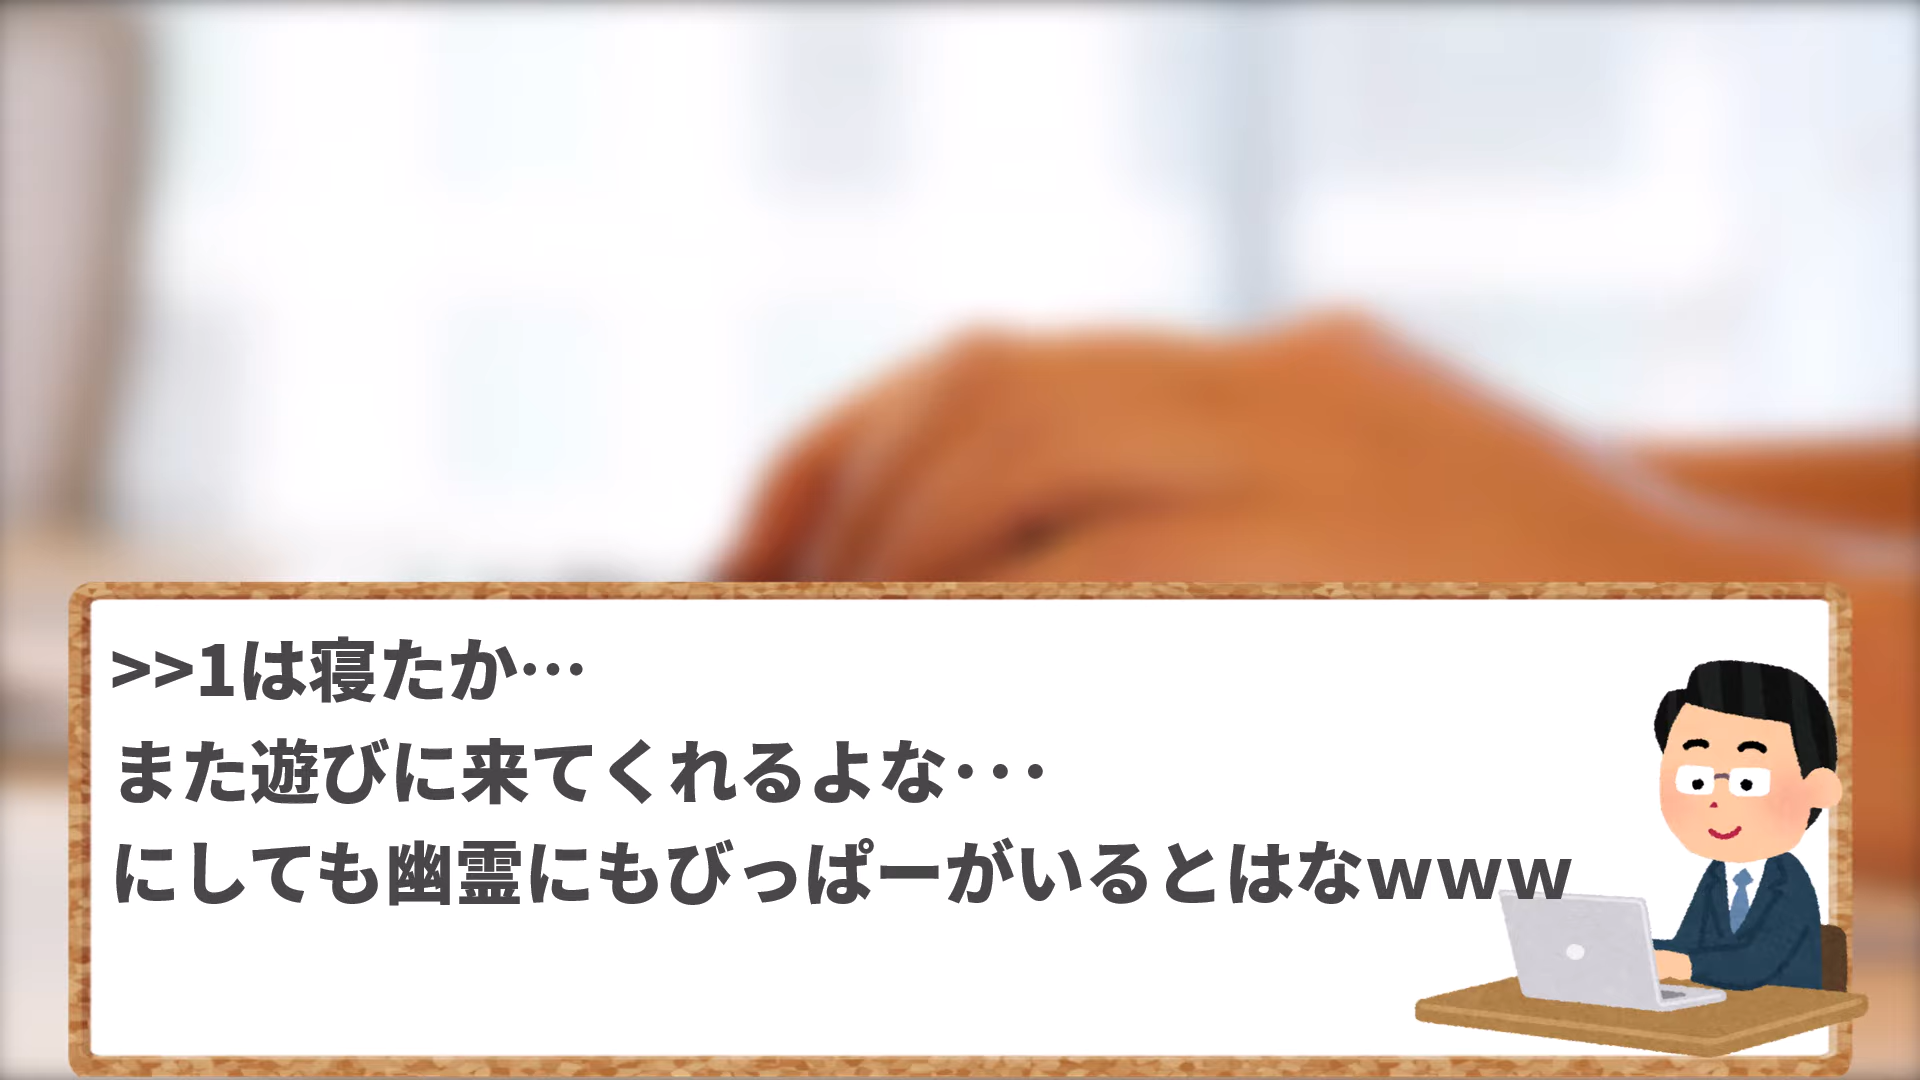 >>1は寝たか…
また遊びに来てくれるよな･･･
にしても幽霊にもびっぱーがいるとはなwww